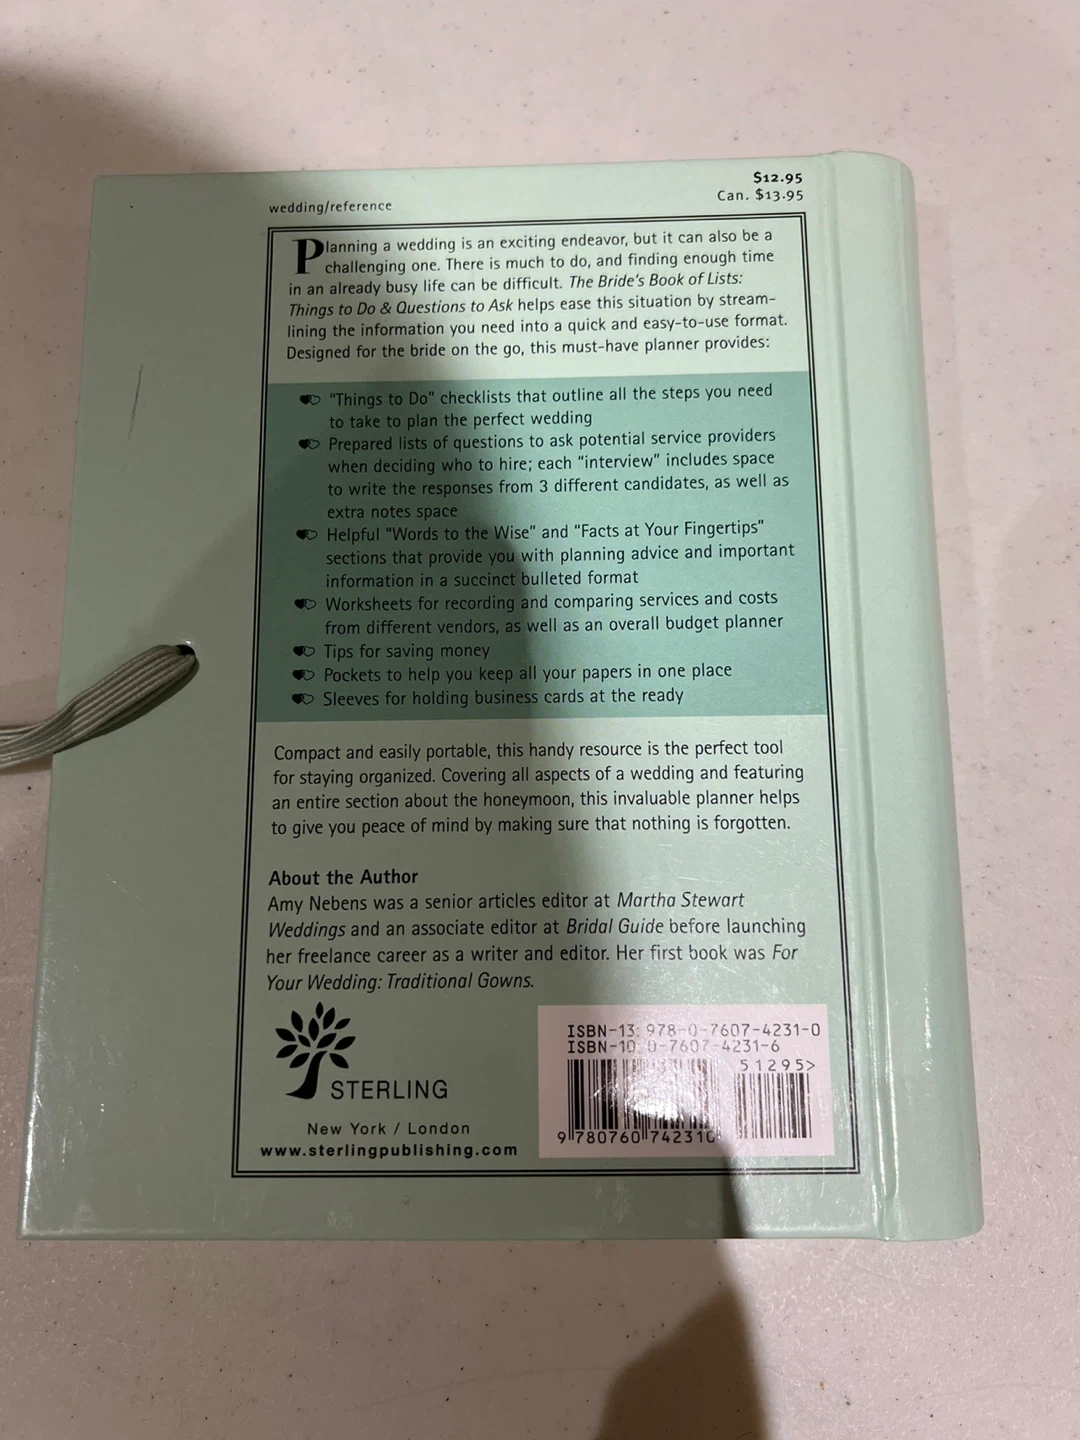 wedding/reference
$12.95
Can. $13.95
Planning a wedding is an exciting endeavor, but it can also be a
challenging one. There is much to do, and finding enough time
in an already busy life can be difficult. The Bride's Book of Lists:
Things to Do & Questions to Ask helps ease this situation by stream-
lining the information you need into a quick and easy-to-use format.
Designed for the bride on the go, this must-have planner provides:
"Things to Do" checklists that outline all the steps you need
to take to plan the perfect wedding
Prepared lists of questions to ask potential service providers
when deciding who to hire; each "interview" includes space
to write the responses from 3 different candidates, as well as
extra notes space
Helpful "Words to the Wise" and "Facts at Your Fingertips"
sections that provide you with planning advice and important
information in a succinct bulleted format
Worksheets for recording and comparing services and costs
from different vendors, as well as an overall budget planner
Tips for saving money
Pockets to help you keep all your papers in one place
Sleeves for holding business cards at the ready
Compact and easily portable, this handy resource is the perfect tool
for staying organized. Covering all aspects of a wedding and featuring
an entire section about the honeymoon, this invaluable planner helps
to give you peace of mind by making sure that nothing is forgotten.
About the Author
Amy Nebens was a senior articles editor at Martha Stewart
Weddings and an associate editor at Bridal Guide before launching
her freelance career as a writer and editor. Her first book was For
Your Wedding: Traditional Gowns.
STERLING
New York / London
www.sterlingpublishing.com
ISBN-13: 978-0-7607-4231-0
ISBN-10: 0-7607-4231-6
51295>
9 780760 742310